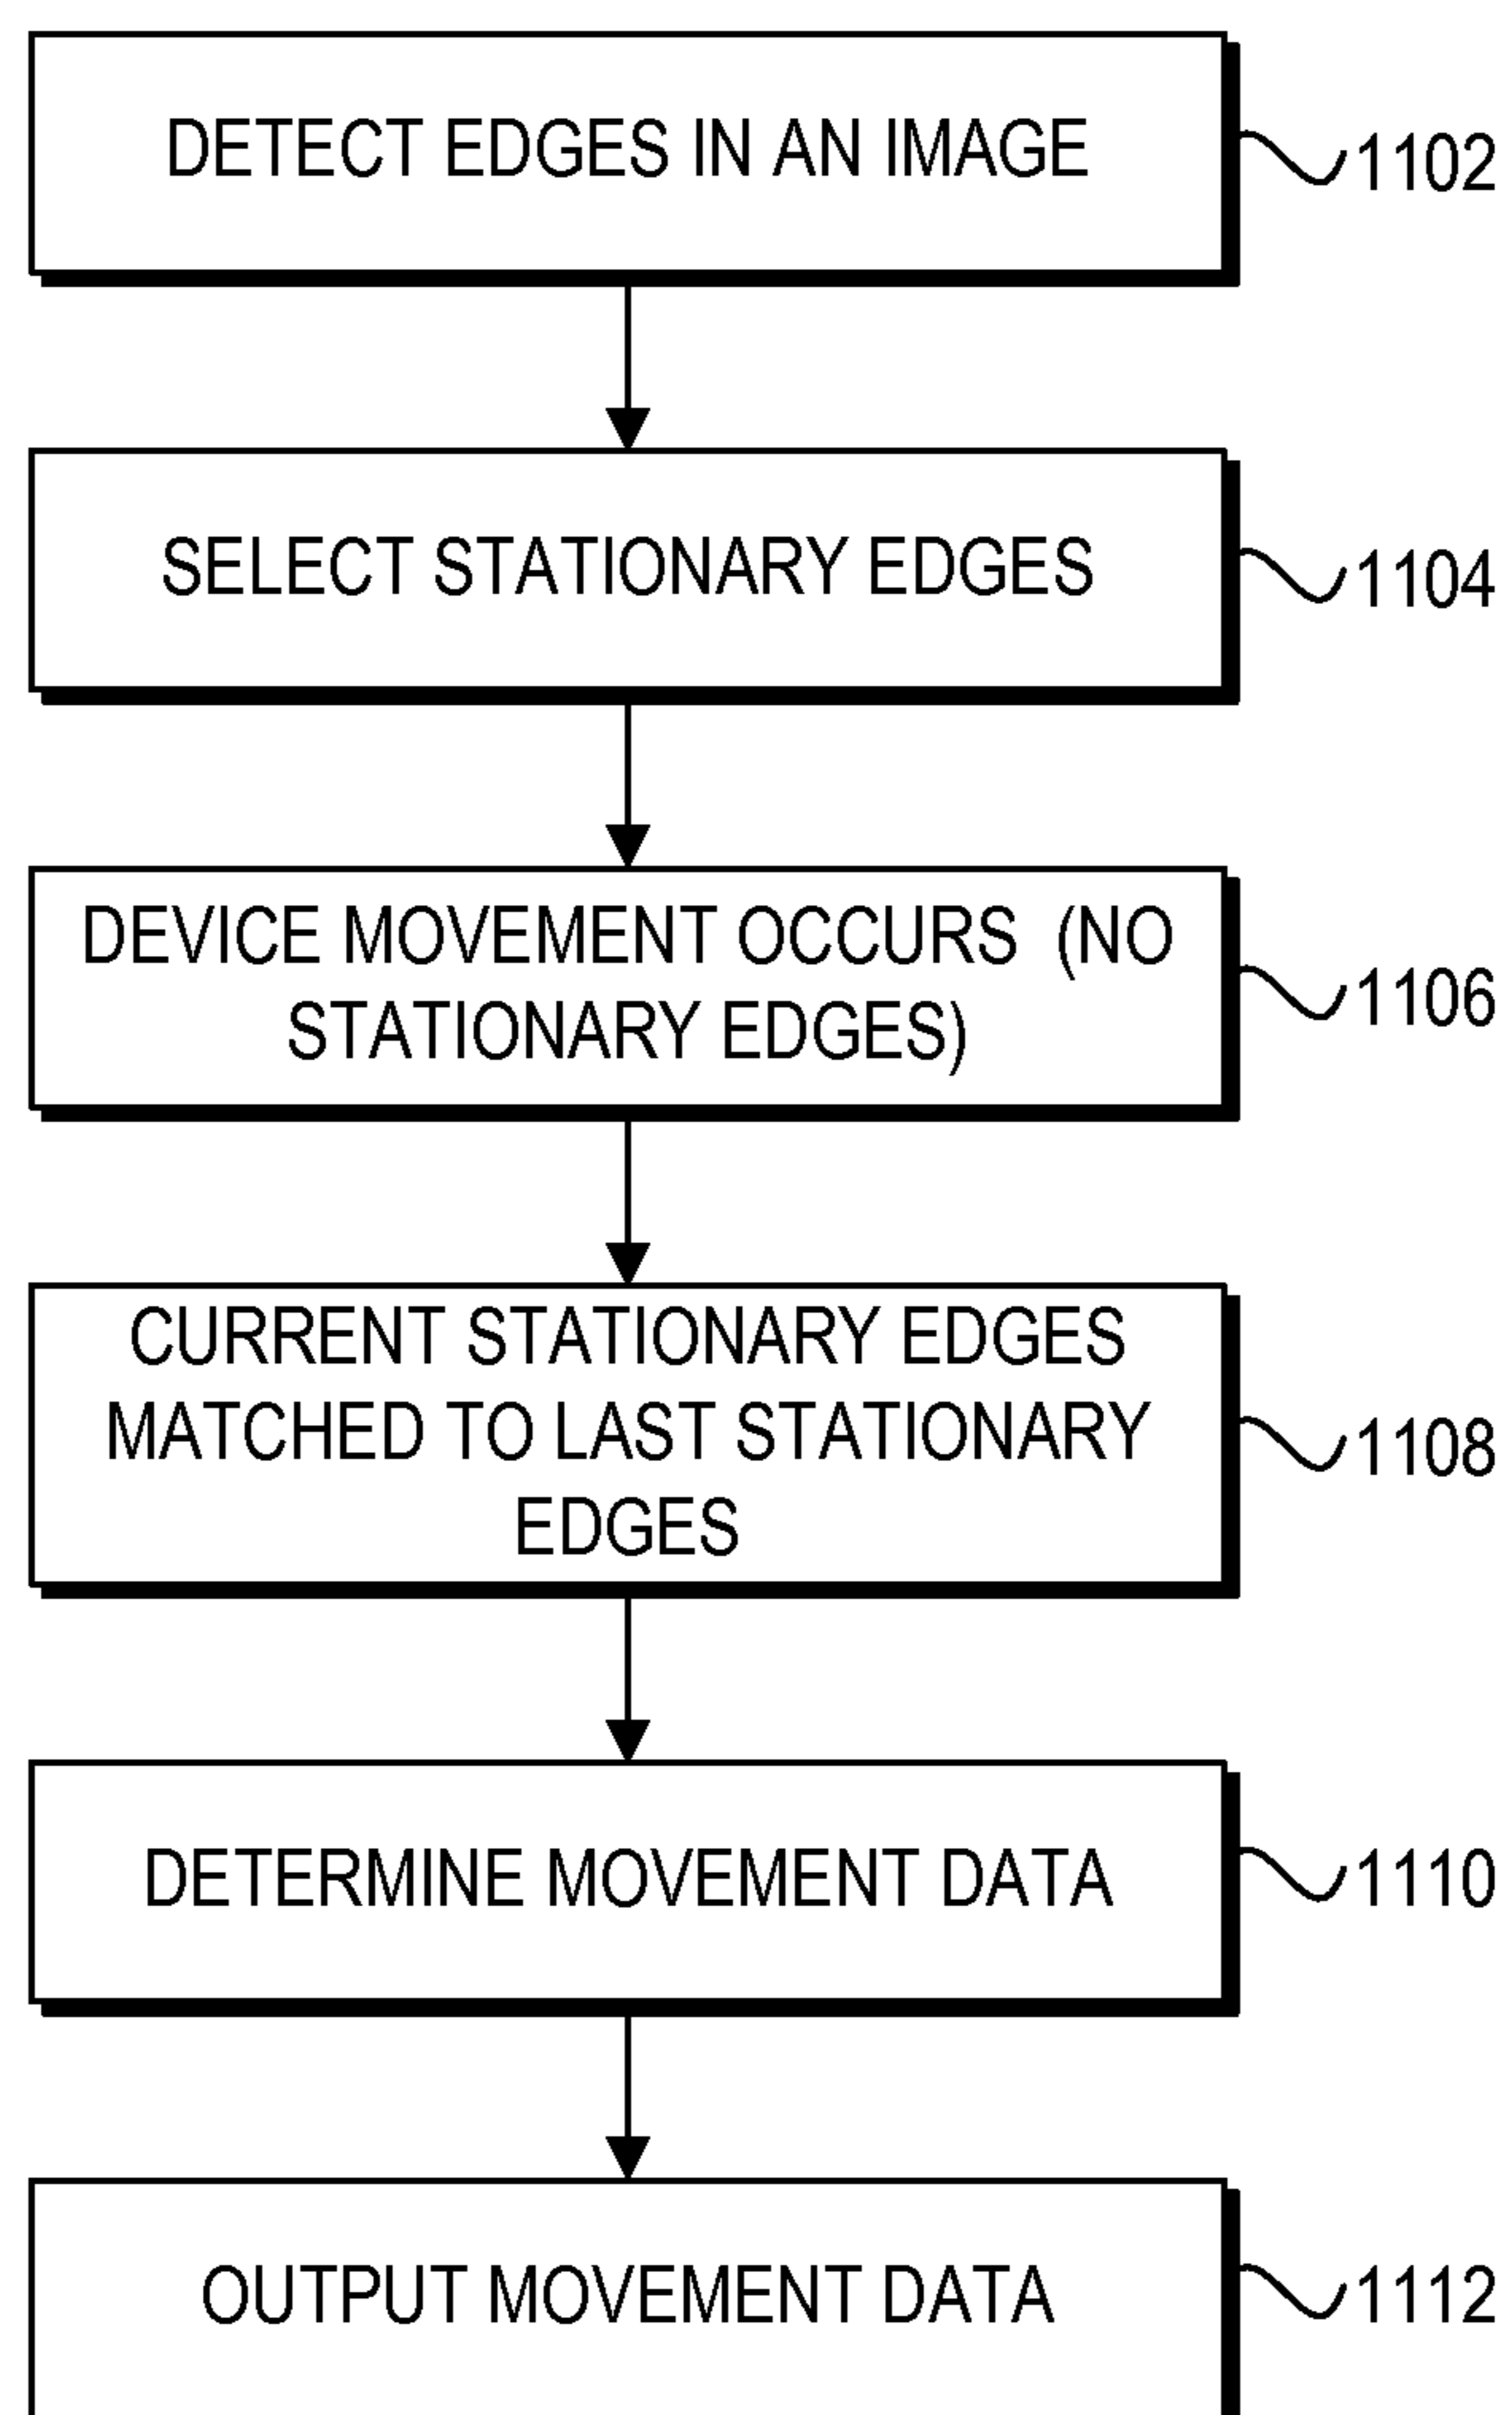 DETECT EDGES IN AN IMAGE
1102
SELECT STATIONARY EDGES
1104
DEVICE MOVEMENT OCCURS (NO
STATIONARY EDGES)
1106
CURRENT STATIONARY EDGES
MATCHED TO LAST STATIONARY
EDGES
1108
DETERMINE MOVEMENT DATA
1110
OUTPUT MOVEMENT DATA
1112